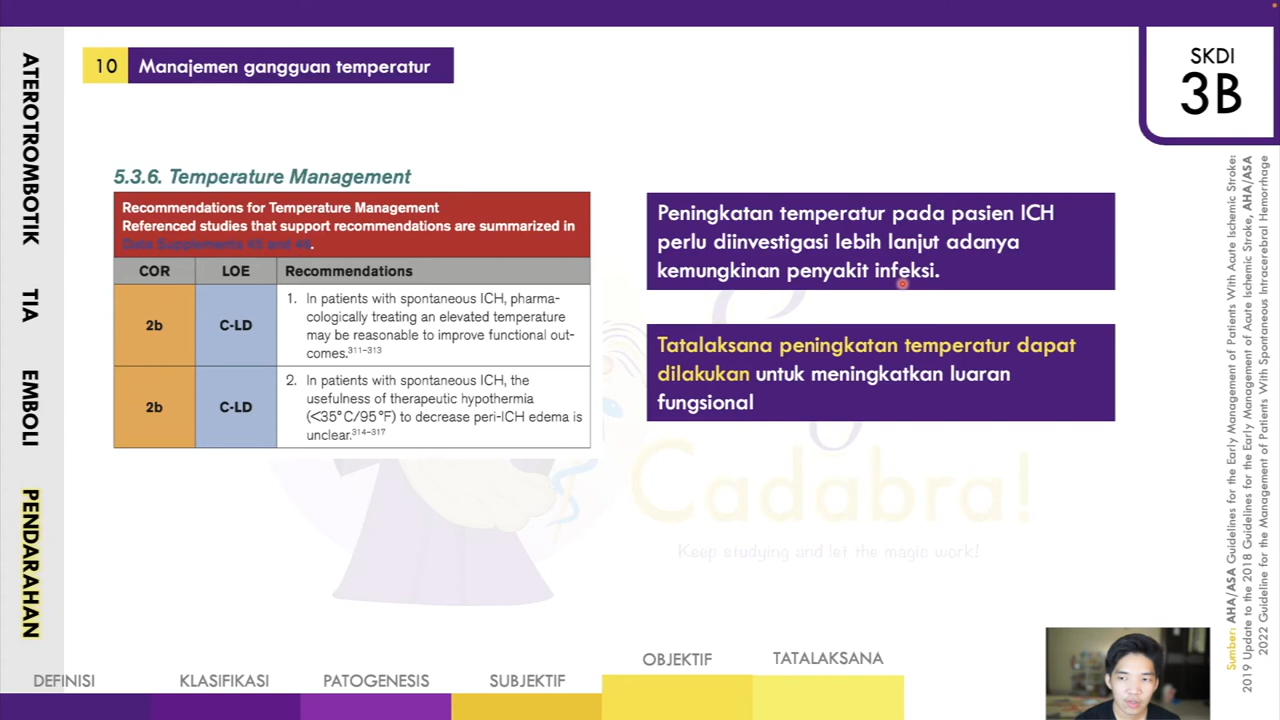 ATEROTROMBOTIK
TIA
EMBOLI
PENDARAHAN
10 Manajemen gangguan temperatur
SKDI
3B
5.3.6. Temperature Management
Recommendations for Temperature Management
Referenced studies that support recommendations are summarized in
Data Supplements 45 and 46.
COR LOE Recommendations
2b C-LD 1. In patients with spontaneous ICH, pharma-
cologically treating an elevated temperature
may be reasonable to improve functional out-
comes.311–313
2b C-LD 2. In patients with spontaneous ICH, the
usefulness of therapeutic hypothermia
(<35°C/95°F) to decrease peri-ICH edema is
unclear.314–317
Peningkatan temperatur pada pasien ICH
perlu diinvestigasi lebih lanjut adanya
kemungkinan penyakit infeksi.
Tatalaksana peningkatan temperatur dapat
dilakukan untuk meningkatkan luaran
fungsional
Cadabra!
Keep studying and let the magic work!
Sumber: AHA/ASA Guidelines for the Early Management of Patients With Acute Ischemic Stroke:
2019 Update to the 2018 Guidelines for the Early Management of Acute Ischemic Stroke, AHA/ASA
2022 Guideline for the Management of Patients With Spontaneous Intracerebral Hemorrhage
DEFINISI
KLASIFIKASI
PATOGENESIS
SUBJEKTIF
OBJEKTIF
TATALAKSANA